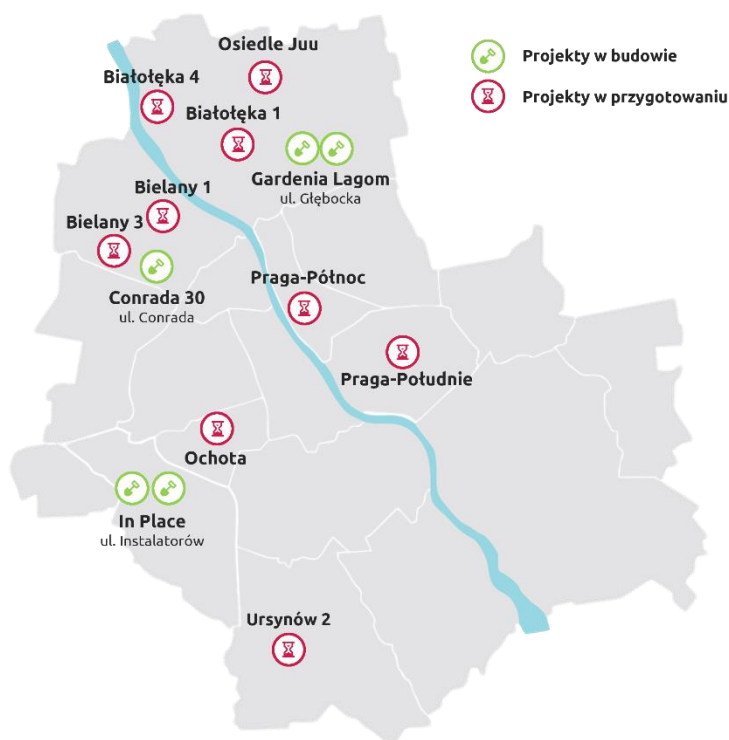 Osiedle Juu
Projekty w budowie
Białołęka 4
Projekty w przygotowaniu
Białołęka 1
Gardenia Lagom
ul. Głębocka
Bielany 1
Bielany 3
Conrada 30
ul. Conrada
Praga-Północ
Praga-Południe
Ochota
In Place
ul. Instalatorów
Ursynów 2